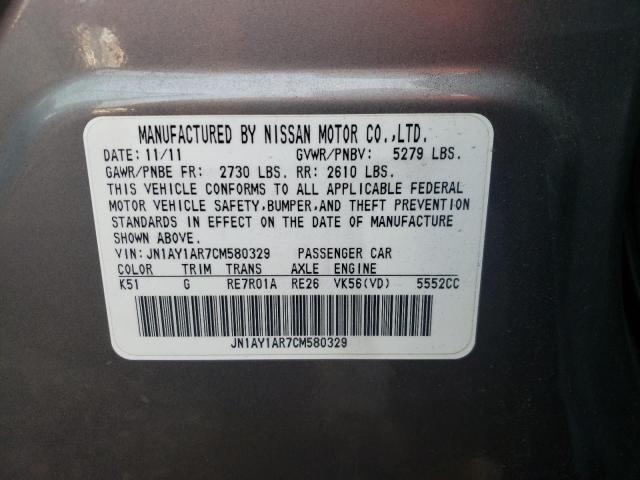 MANUFACTURED BY NISSAN MOTOR CO.,LTD.
DATE: 11/11 GVWR/PNBV: 5279 LBS.
GAWR/PNBE FR: 2730 LBS. RR: 2610 LBS.
THIS VEHICLE CONFORMS TO ALL APPLICABLE FEDERAL
MOTOR VEHICLE SAFETY,BUMPER,AND THEFT PREVENTION
STANDARDS IN EFFECT ON THE DATE OF MANUFACTURE
SHOWN ABOVE.
VIN: JN1AY1AR7CM580329 PASSENGER CAR
COLOR TRIM TRANS AXLE ENGINE
K51 G RE7R01A RE26 VK56(VD) 5552CC
JN1AY1AR7CM580329